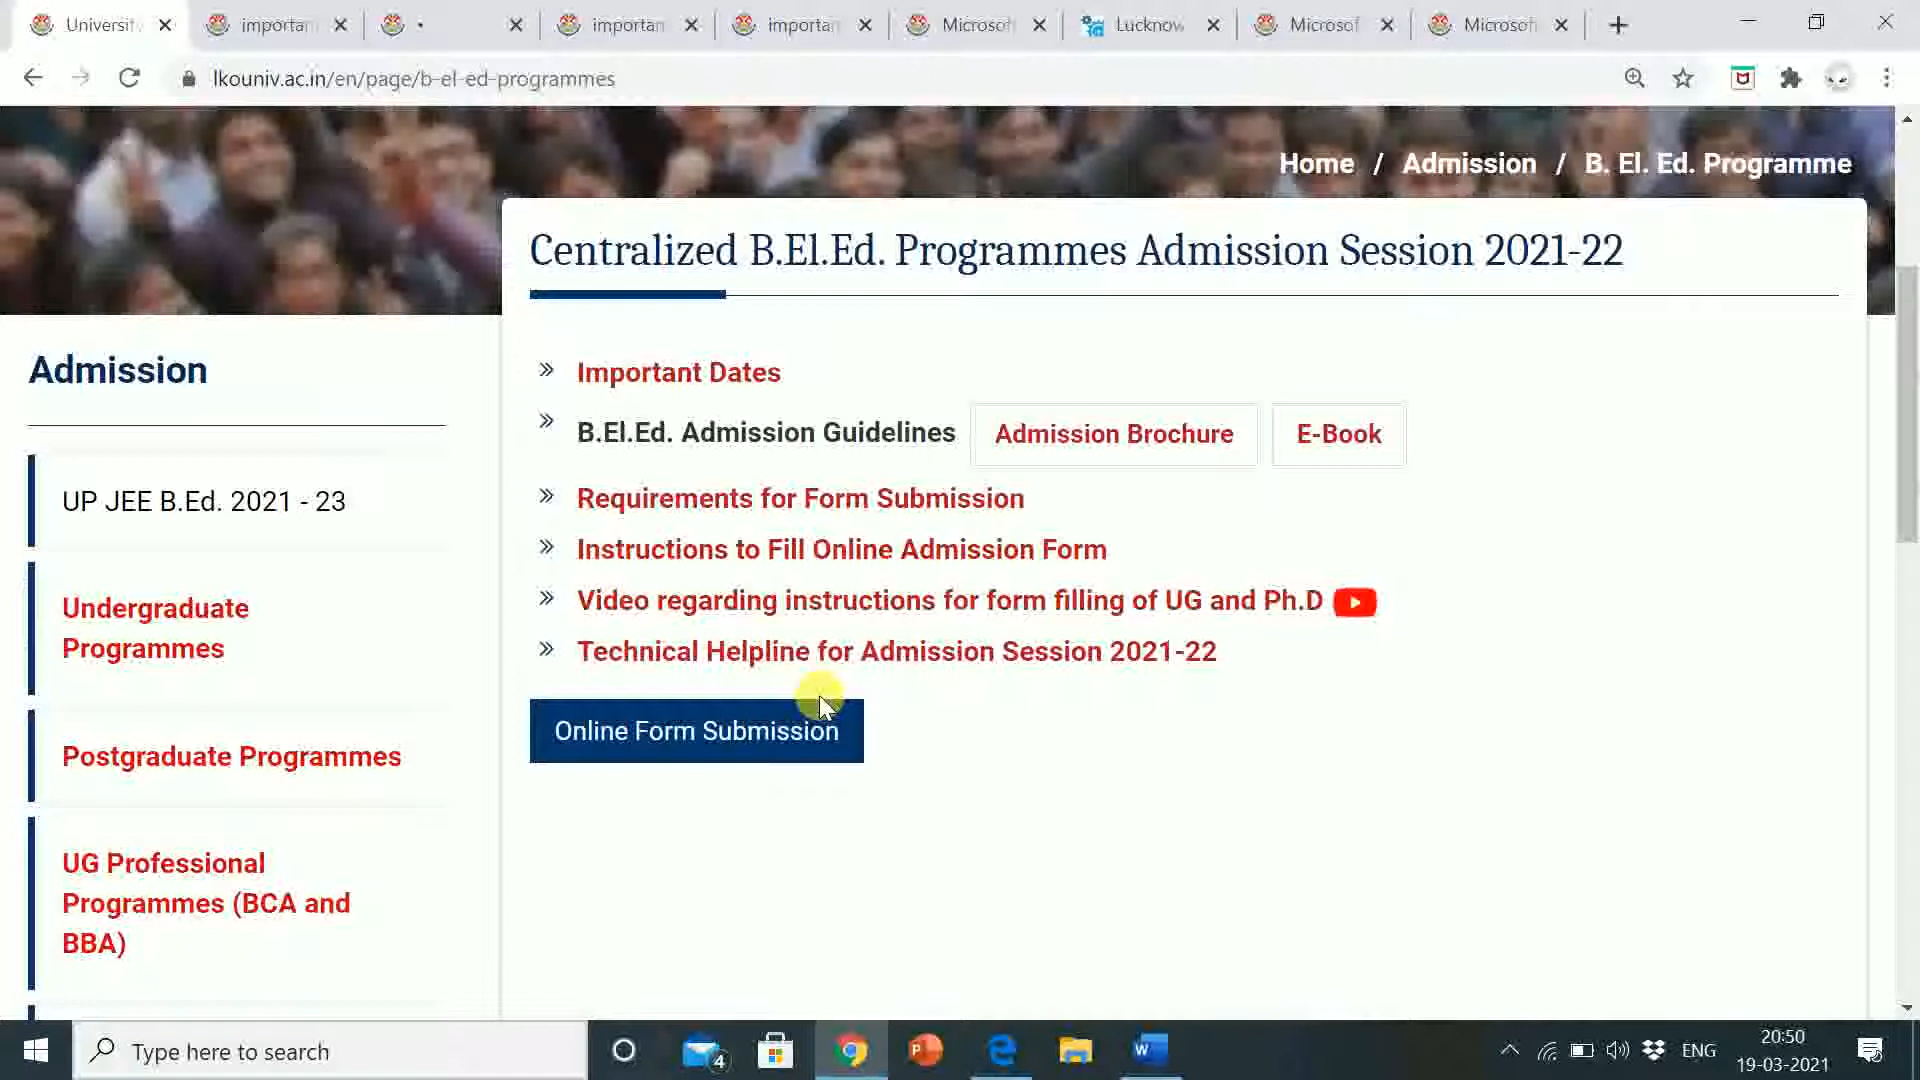 Universit
importan
importan
importan
Microsof
Lucknow
Microsof
Microsof
lkouniv.ac.in/en/page/b-el-ed-programmes
Home / Admission / B. El. Ed. Programme
Centralized B.El.Ed. Programmes Admission Session 2021-22
Admission
UP JEE B.Ed. 2021 - 23
Undergraduate
Programmes
Postgraduate Programmes
UG Professional
Programmes (BCA and
BBA)
Important Dates
B.El.Ed. Admission Guidelines Admission Brochure E-Book
Requirements for Form Submission
Instructions to Fill Online Admission Form
Video regarding instructions for form filling of UG and Ph.D
Technical Helpline for Admission Session 2021-22
Online Form Submission
Type here to search
4
ENG
20:50
19-03-2021